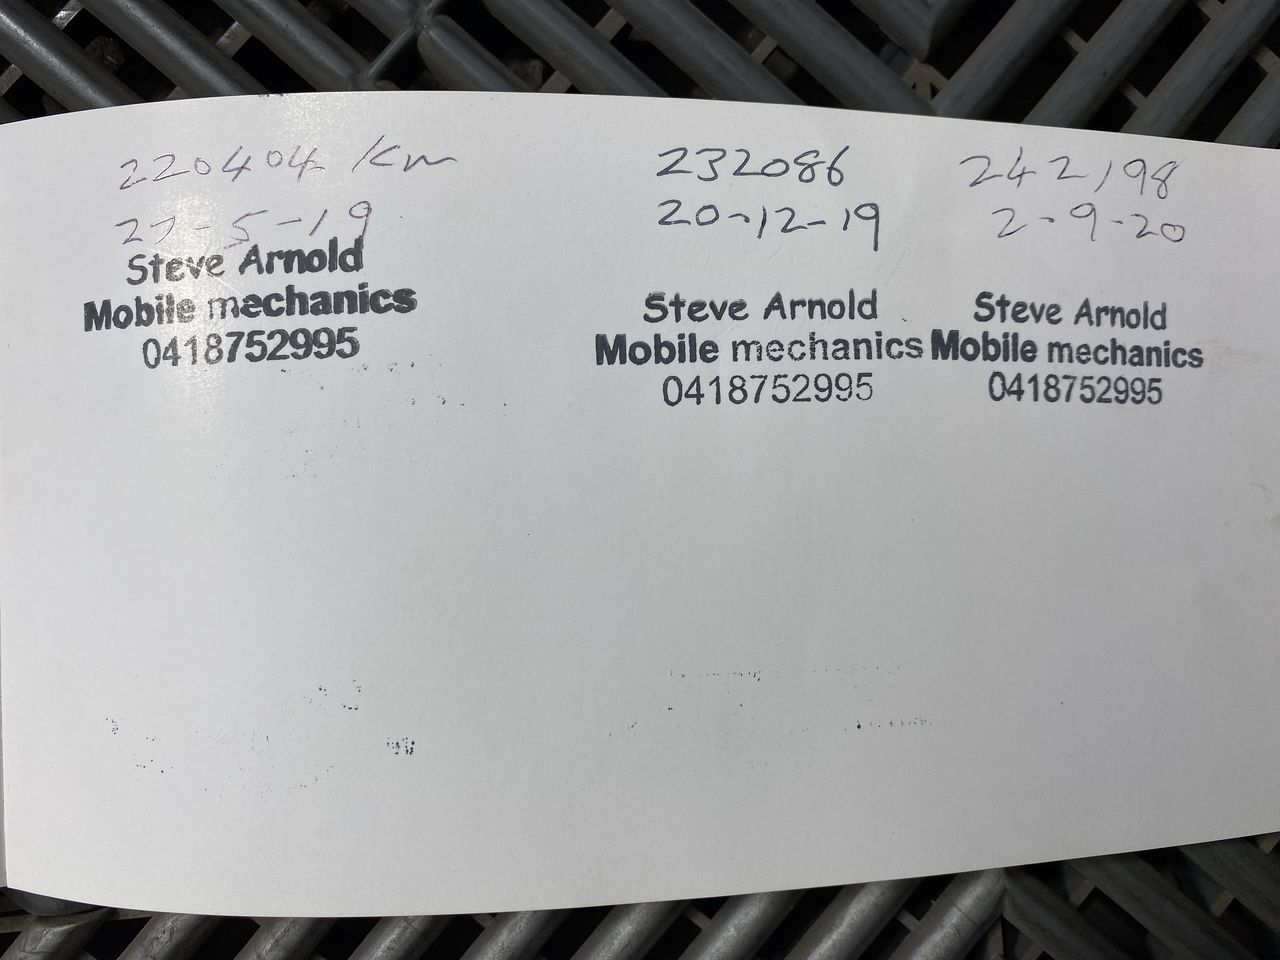 220404 Km
27-5-19
Steve Arnold
Mobile mechanics
0418752995
232086
20-12-19
Steve Arnold
Mobile mechanics
0418752995
242198
2-9-20
Steve Arnold
Mobile mechanics
0418752995